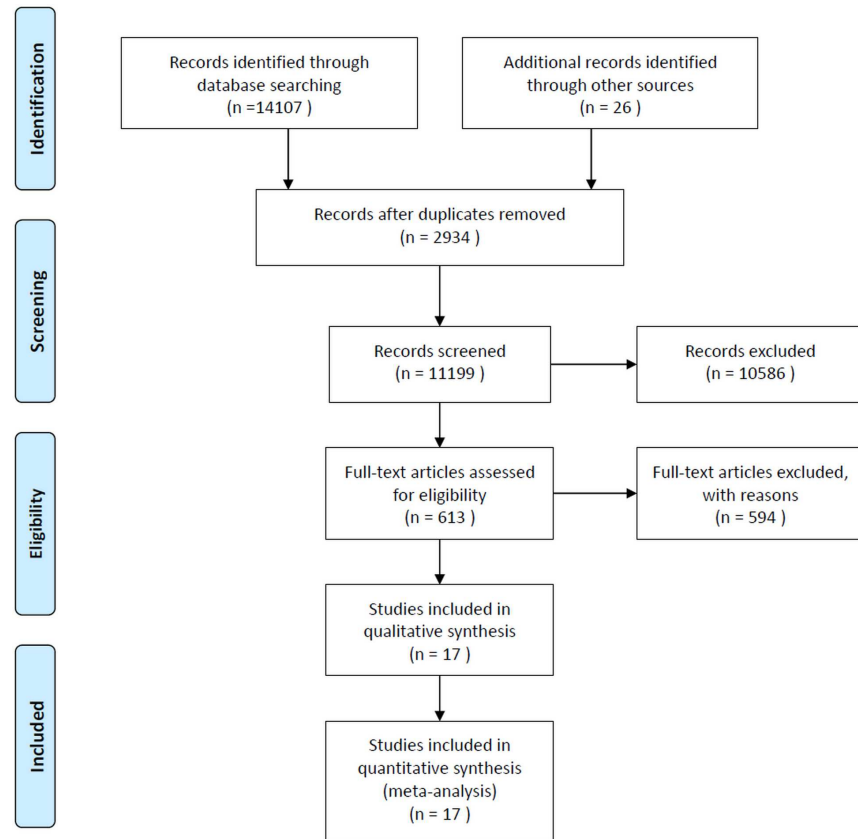 Identification
Records identified through
database searching
(n =14107 )
Additional records identified
through other sources
(n = 26 )
Records after duplicates removed
(n = 2934 )
Screening
Records screened
(n = 11199 )
Records excluded
(n = 10586 )
Eligibility
Full-text articles assessed
for eligibility
(n = 613 )
Full-text articles excluded,
with reasons
(n = 594 )
Studies included in
qualitative synthesis
(n = 17 )
Included
Studies included in
quantitative synthesis
(meta-analysis)
(n = 17 )